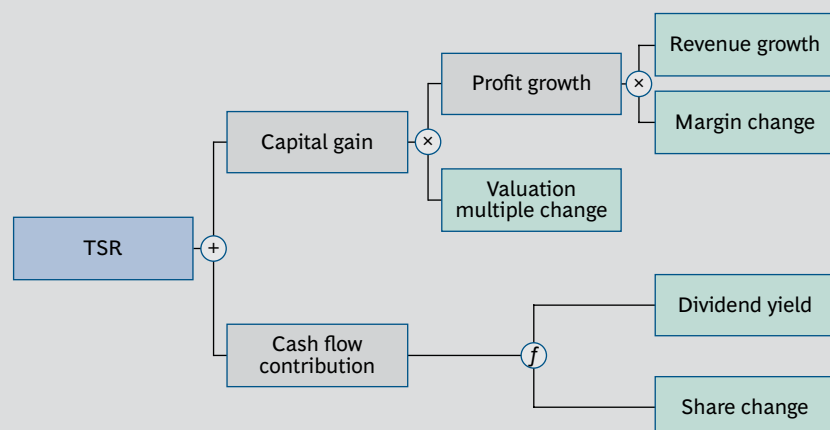 Revenue growth
Profit growth
×
Margin change
Capital gain
×
Valuation
multiple change
TSR
+
Dividend yield
Cash flow
contribution
ƒ
Share change